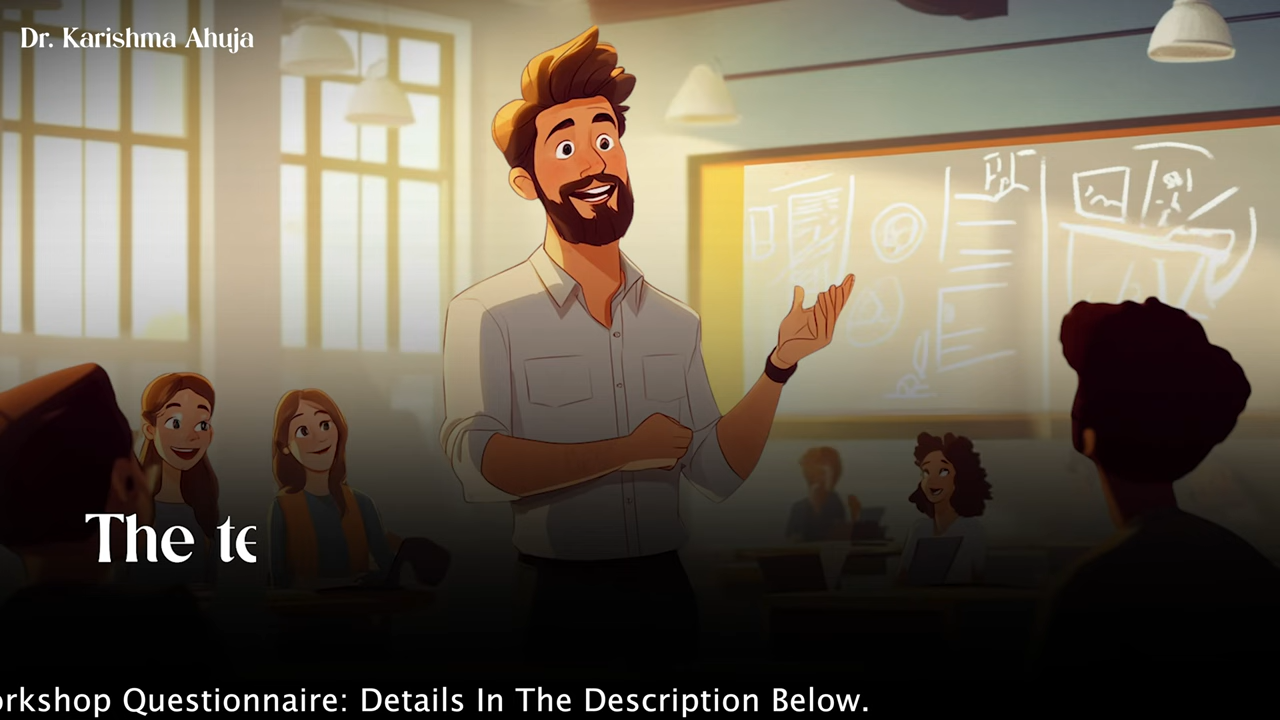 Dr. Karishma Ahuja
The te
orkshop Questionnaire: Details In The Description Below.